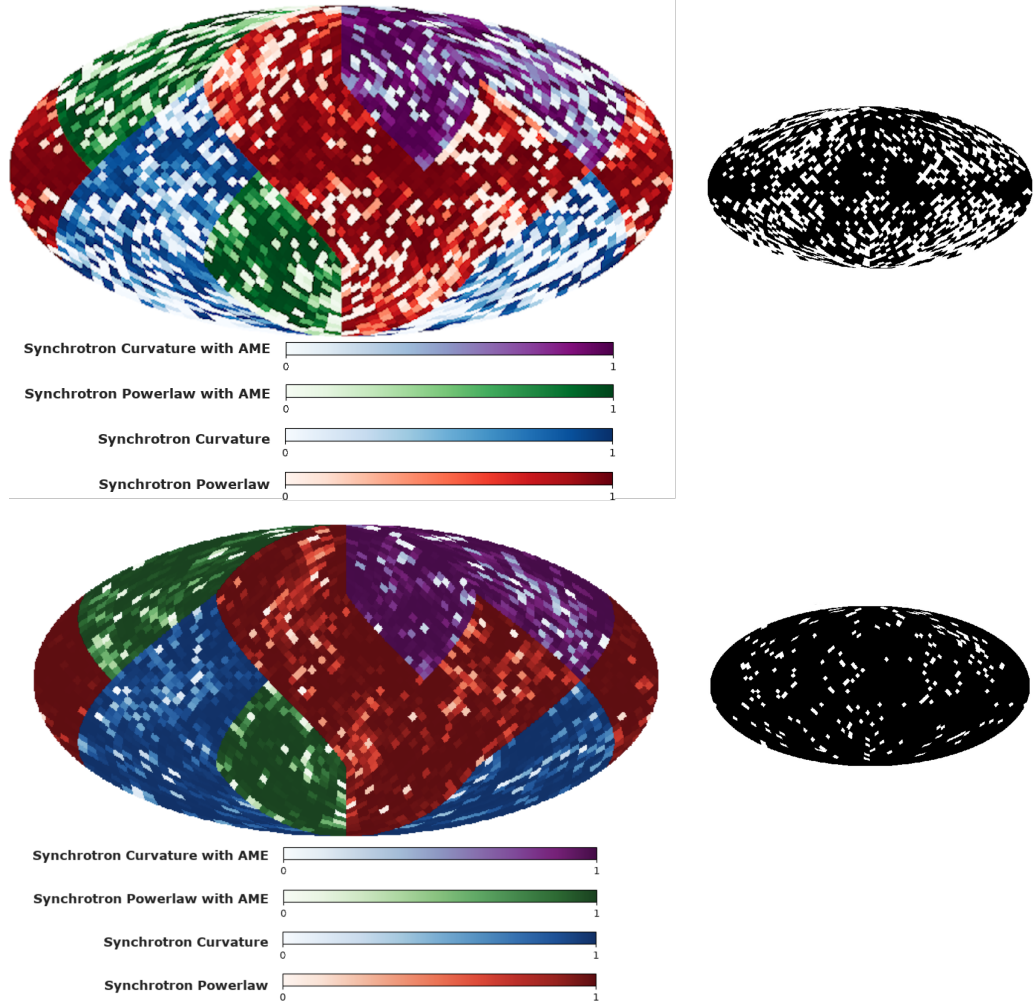 Synchrotron Curvature with AME
0 1
Synchrotron Powerlaw with AME
0 1
Synchrotron Curvature
0 1
Synchrotron Powerlaw
0 1
Synchrotron Curvature with AME
0 1
Synchrotron Powerlaw with AME
0 1
Synchrotron Curvature
0 1
Synchrotron Powerlaw
0 1